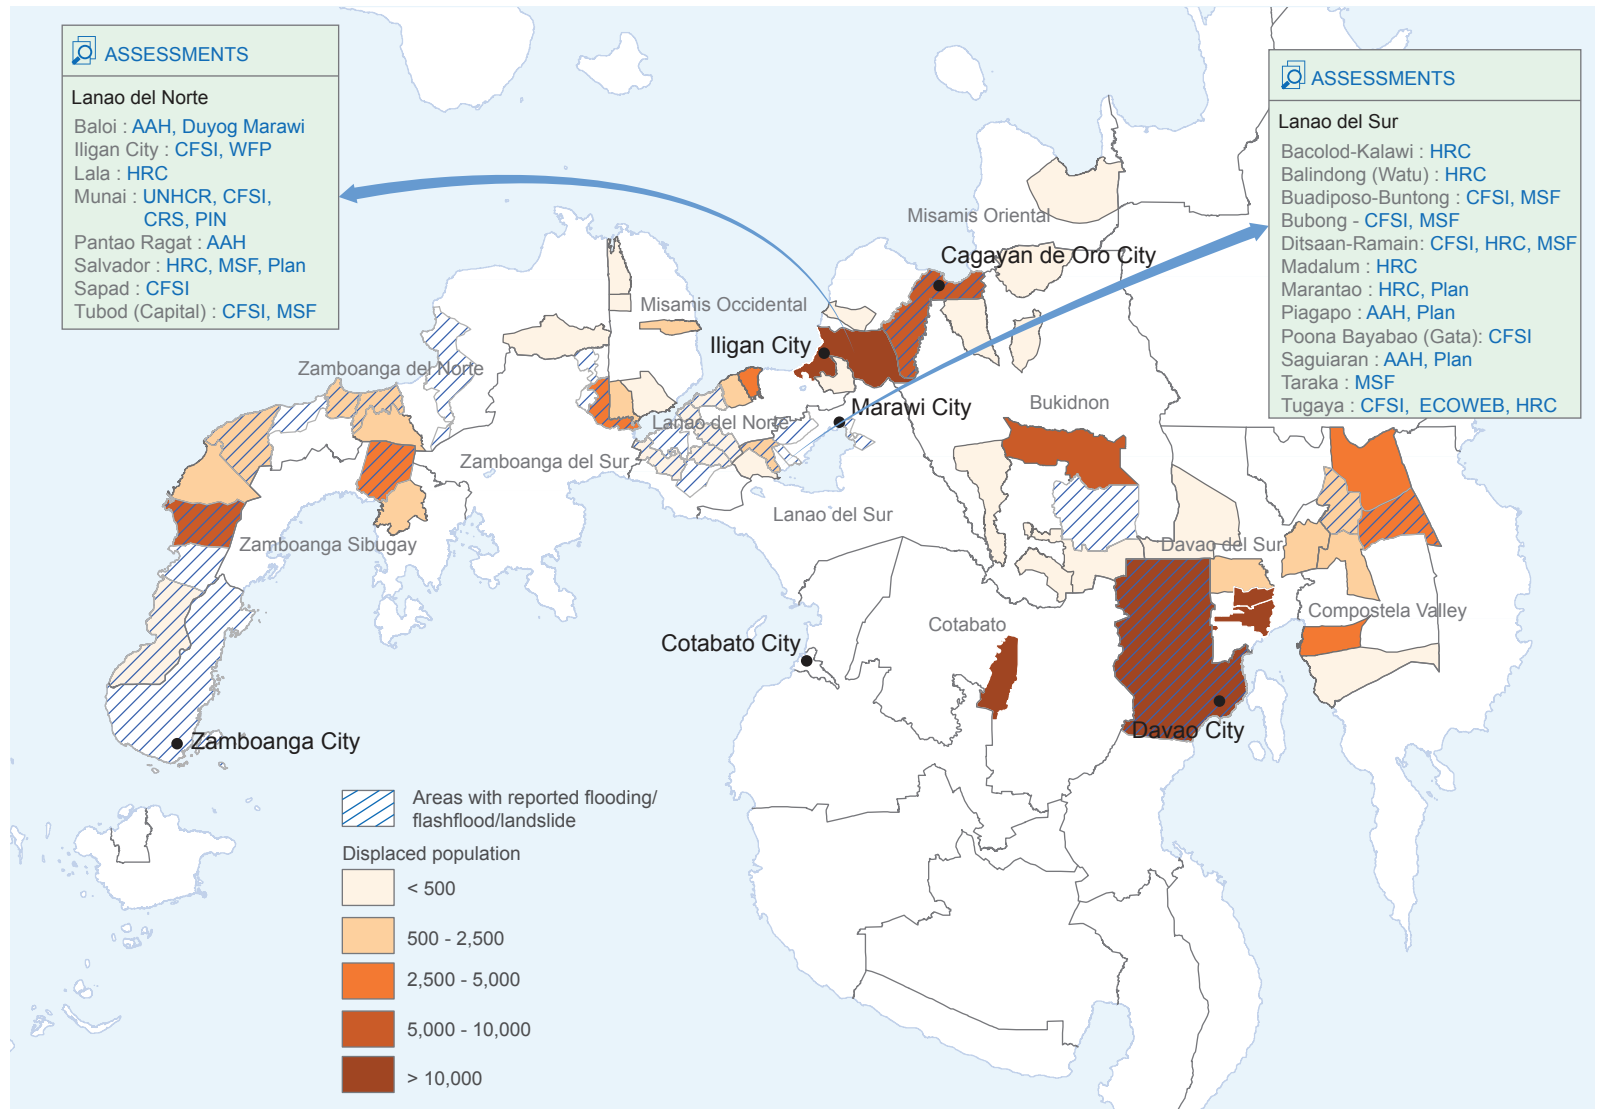 ASSESSMENTS
Lanao del Norte
Baloi : AAH, Duyog Marawi
Iligan City : CFSI, WFP
Lala : HRC
Munai : UNHCR, CFSI,
CRS, PIN
Pantao Ragat : AAH
Salvador : HRC, MSF, Plan
Sapad : CFSI
Tubod (Capital) : CFSI, MSF
ASSESSMENTS
Lanao del Sur
Bacolod-Kalawi : HRC
Balindong (Watu) : HRC
Buadiposo-Buntong : CFSI, MSF
Bubong - CFSI, MSF
Ditsaan-Ramain: CFSI, HRC, MSF
Madalum : HRC
Marantao : HRC, Plan
Piagapo : AAH, Plan
Poona Bayabao (Gata): CFSI
Saguiaran : AAH, Plan
Taraka : MSF
Tugaya : CFSI, ECOWEB, HRC
Misamis Oriental
Cagayan de Oro City
Misamis Occidental
Iligan City
Zamboanga del Norte
Marawi City
Bukidnon
Lanao del Norte
Zamboanga del Sur
Lanao del Sur
Zamboanga Sibugay
Davao del Sur
Compostela Valley
Cotabato
Cotabato City
Davao City
Zamboanga City
Areas with reported flooding/
flashflood/landslide
Displaced population
< 500
500 - 2,500
2,500 - 5,000
5,000 - 10,000
> 10,000